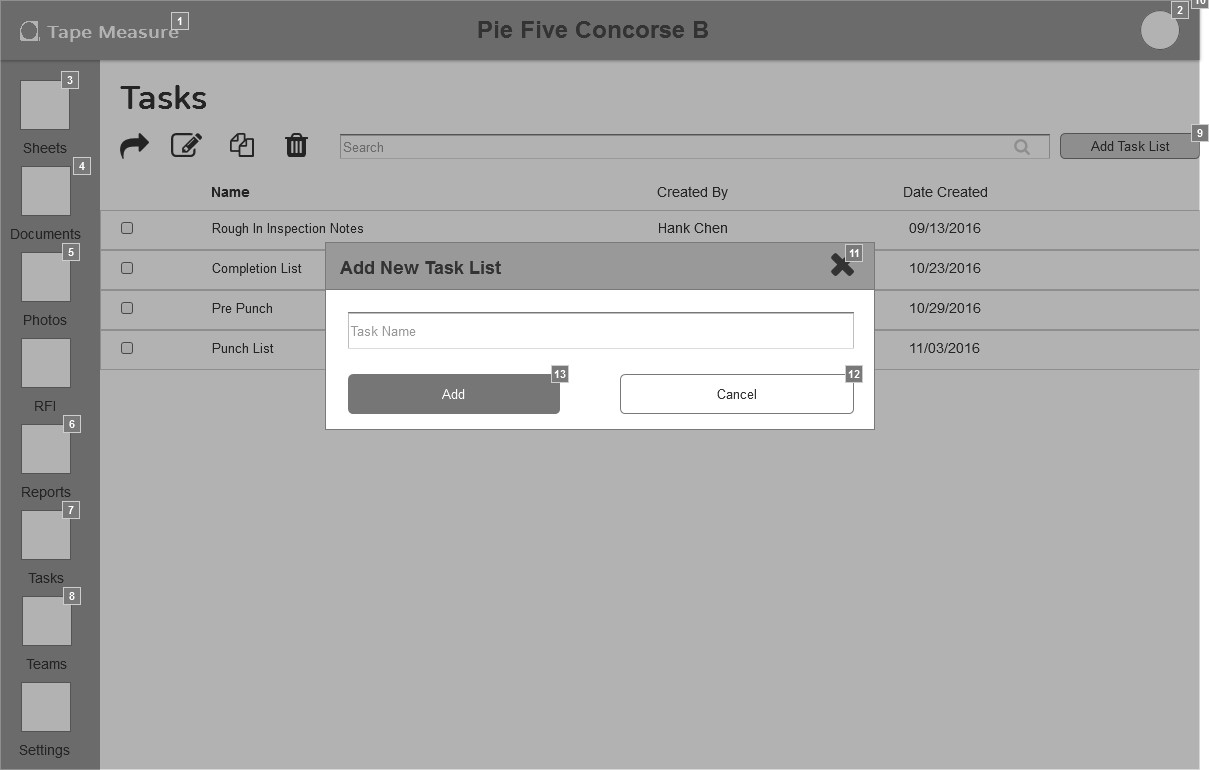 Tape Measure 1
Pie Five Concorse B
2
10
3
Sheets
4
Documents
5
Photos
RFI
6
Reports
7
Tasks
8
Teams
Settings
Tasks
Search
Add Task List
9
Name Created By Date Created
Rough In Inspection Notes Hank Chen 09/13/2016
Completion List 10/23/2016
Pre Punch 10/29/2016
Punch List 11/03/2016
Add New Task List
11
Task Name
Add
13
Cancel
12